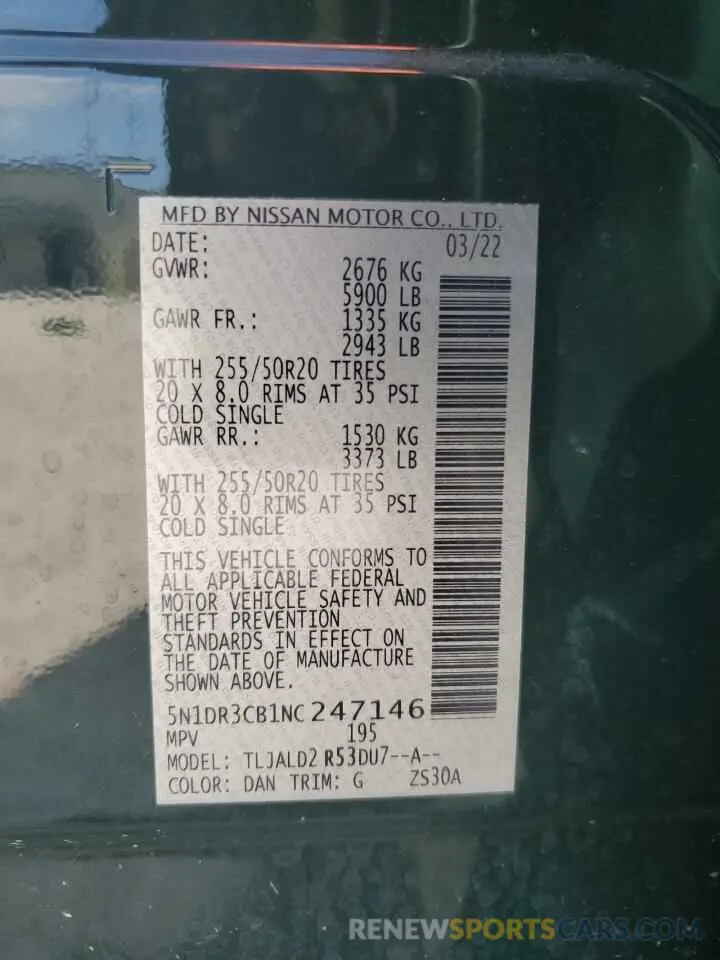 MFD BY NISSAN MOTOR CO., LTD.
DATE: 03/22
GVWR: 2676 KG
5900 LB
GAWR FR.: 1335 KG
2943 LB
WITH 255/50R20 TIRES
20 X 8.0 RIMS AT 35 PSI
COLD SINGLE
GAWR RR.: 1530 KG
3373 LB
WITH 255/50R20 TIRES
20 X 8.0 RIMS AT 35 PSI
COLD SINGLE
THIS VEHICLE CONFORMS TO
ALL APPLICABLE FEDERAL
MOTOR VEHICLE SAFETY AND
THEFT PREVENTION
STANDARDS IN EFFECT ON
THE DATE OF MANUFACTURE
SHOWN ABOVE.
5N1DR3CB1NC247146
MPV 195
MODEL: TLJALD2 R53DU7--A--
COLOR: DAN TRIM: G ZS30A
RENEWSPORTSCARS.COM